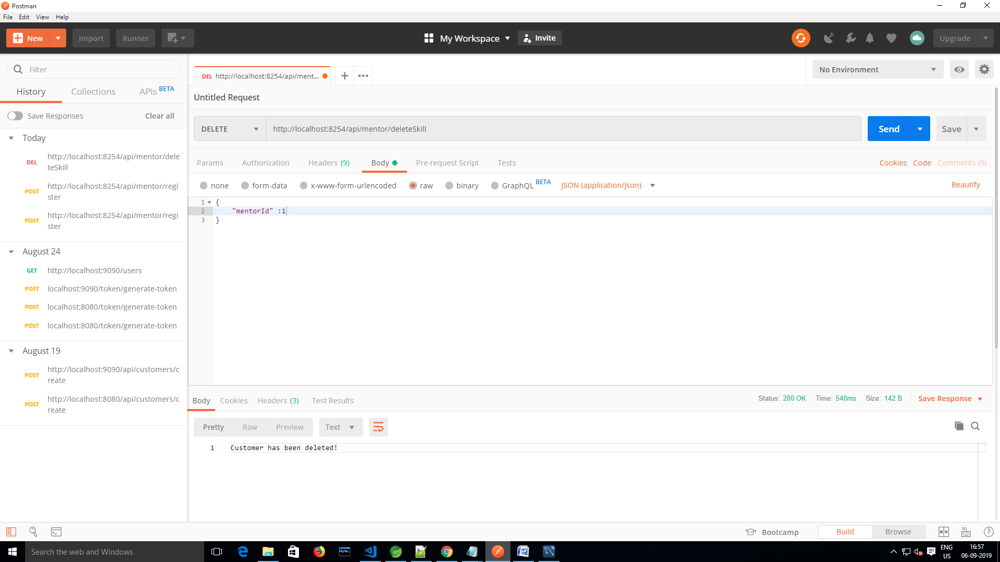 Postman
File Edit View Help
New Import Runner My Workspace Invite Upgrade
Filter
History Collections APIs BETA
Save Responses Clear all
Today
DEL http://localhost:8254/api/mentor/dele
teSkill
POST http://localhost:8254/api/mentor/regi
ster
POST http://localhost:8254/api/mentor/regi
ster
August 24
GET http://localhost:9090/users
POST localhost:9090/token/generate-token
POST localhost:8080/token/generate-token
POST localhost:8080/token/generate-token
August 19
POST http://localhost:9090/api/customers/c
reate
POST http://localhost:8080/api/customers/c
reate
DEL http://localhost:8254/api/ment...
No Environment
Untitled Request
DELETE http://localhost:8254/api/mentor/deleteSkill Send Save
Params Authorization Headers (9) Body Pre-request Script Tests Cookies Code Comments (0)
none form-data x-www-form-urlencoded raw binary GraphQL BETA JSON (application/json) Beautify
1 {
2 "mentorId" :1
3 }
Body Cookies Headers (3) Test Results Status: 200 OK Time: 540ms Size: 142 B Save Response
Pretty Raw Preview Text
1 Customer has been deleted!
Bootcamp Build Browse
Search the web and Windows
ENG
US
16:57
06-09-2019